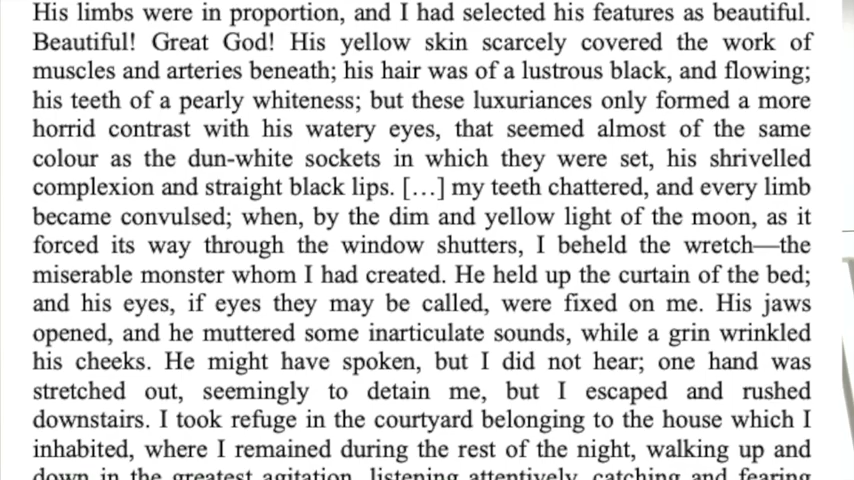 His limbs were in proportion, and I had selected his features as beautiful.
Beautiful! Great God! His yellow skin scarcely covered the work of
muscles and arteries beneath; his hair was of a lustrous black, and flowing;
his teeth of a pearly whiteness; but these luxuriances only formed a more
horrid contrast with his watery eyes, that seemed almost of the same
colour as the dun-white sockets in which they were set, his shrivelled
complexion and straight black lips. […] my teeth chattered, and every limb
became convulsed; when, by the dim and yellow light of the moon, as it
forced its way through the window shutters, I beheld the wretch—the
miserable monster whom I had created. He held up the curtain of the bed;
and his eyes, if eyes they may be called, were fixed on me. His jaws
opened, and he muttered some inarticulate sounds, while a grin wrinkled
his cheeks. He might have spoken, but I did not hear; one hand was
stretched out, seemingly to detain me, but I escaped and rushed
downstairs. I took refuge in the courtyard belonging to the house which I
inhabited, where I remained during the rest of the night, walking up and
down in the greatest agitation, listening attentively, catching and fearing